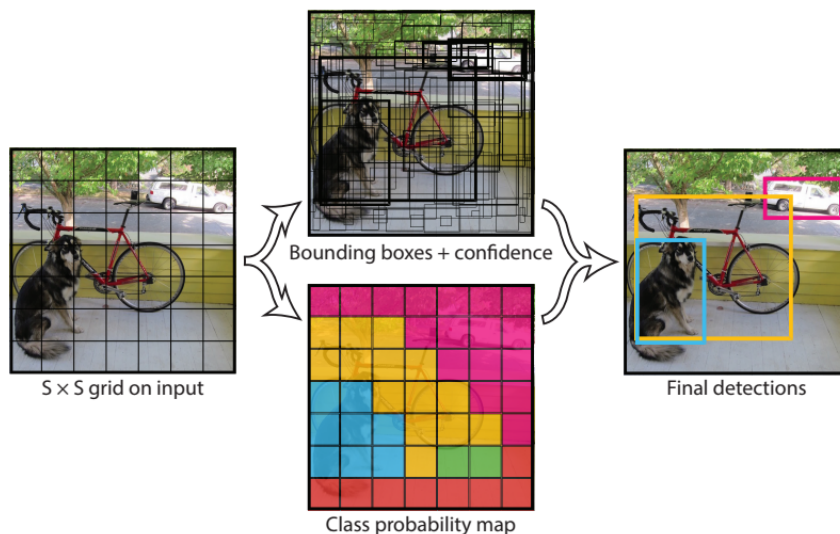 Bounding boxes + confidence
S × S grid on input
Final detections
Class probability map